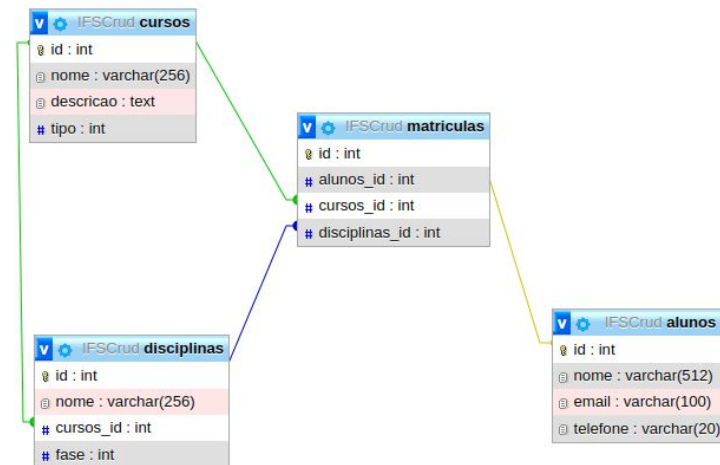 v IFSCrud cursos
id : int
nome : varchar(256)
descricao : text
# tipo : int
v IFSCrud matriculas
id : int
# alunos_id : int
# cursos_id : int
# disciplinas_id : int
v IFSCrud disciplinas
id : int
nome : varchar(256)
# cursos_id : int
# fase : int
v IFSCrud alunos
id : int
nome : varchar(512)
email : varchar(100)
telefone : varchar(20)